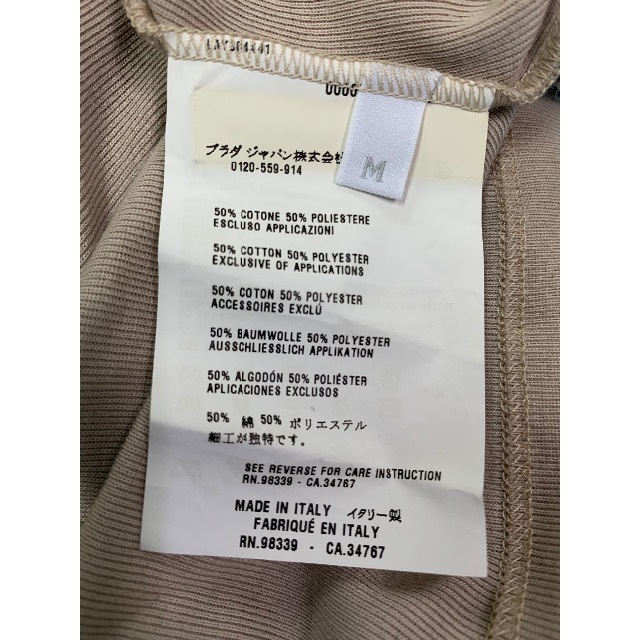 プラダ ジャパン株式会
0120-559-914
M
50% COTONE 50% POLIESTERE
ESCLUSO APPLICAZIONI
50% COTTON 50% POLYESTER
EXCLUSIVE OF APPLICATIONS
50% COTON 50% POLYESTER
ACCESSOIRES EXCLÚ
50% BAUMWOLLE 50% POLYESTER
AUSSCHLIESSLICH APPLIKATION
50% ALGODÓN 50% POLIÉSTER
APLICACIONES EXCLUSOS
50% 綿 50% ポリエステル
細工が独特です。
SEE REVERSE FOR CARE INSTRUCTION
RN.98339 - CA.34767
MADE IN ITALY イタリー製
FABRIQUÉ EN ITALY
RN.98339 - CA.34767